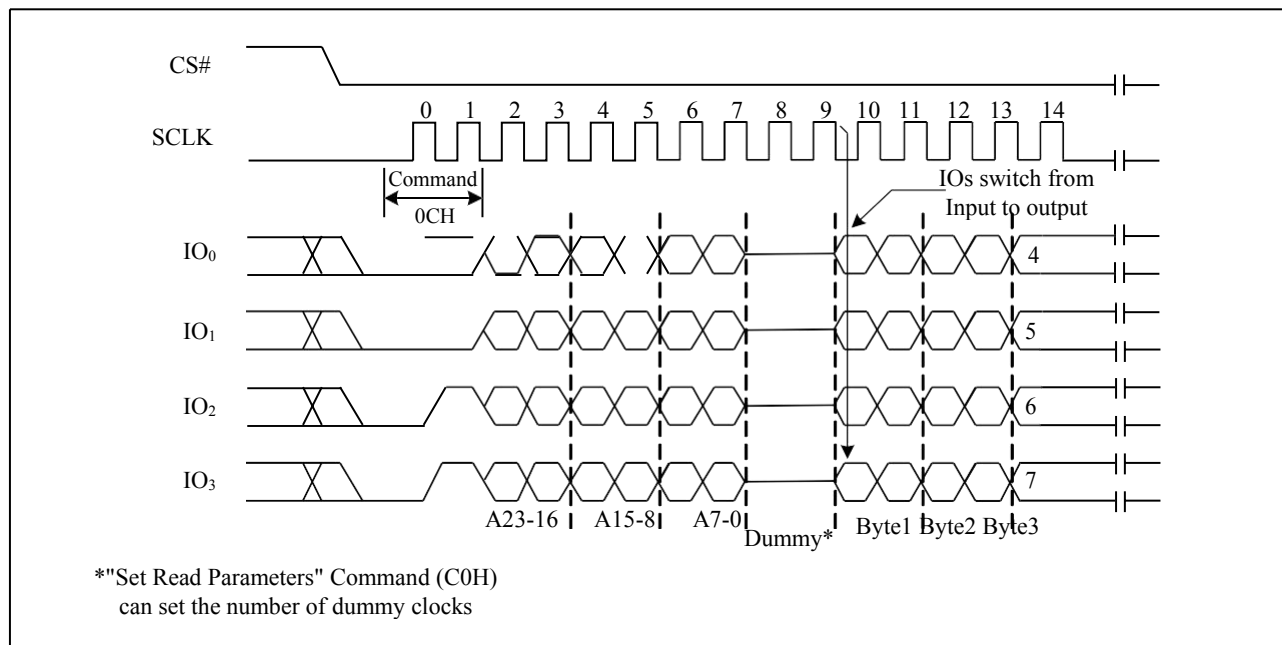 CS#
0 1 2 3 4 5 6 7 8 9 10 11 12 13 14
SCLK
Command
0CH
IOs switch from
Input to output
IO0 4
IO1 5
IO2 6
IO3 7
A23-16 A15-8 A7-0 Dummy* Byte1 Byte2 Byte3
*"Set Read Parameters" Command (C0H)
can set the number of dummy clocks